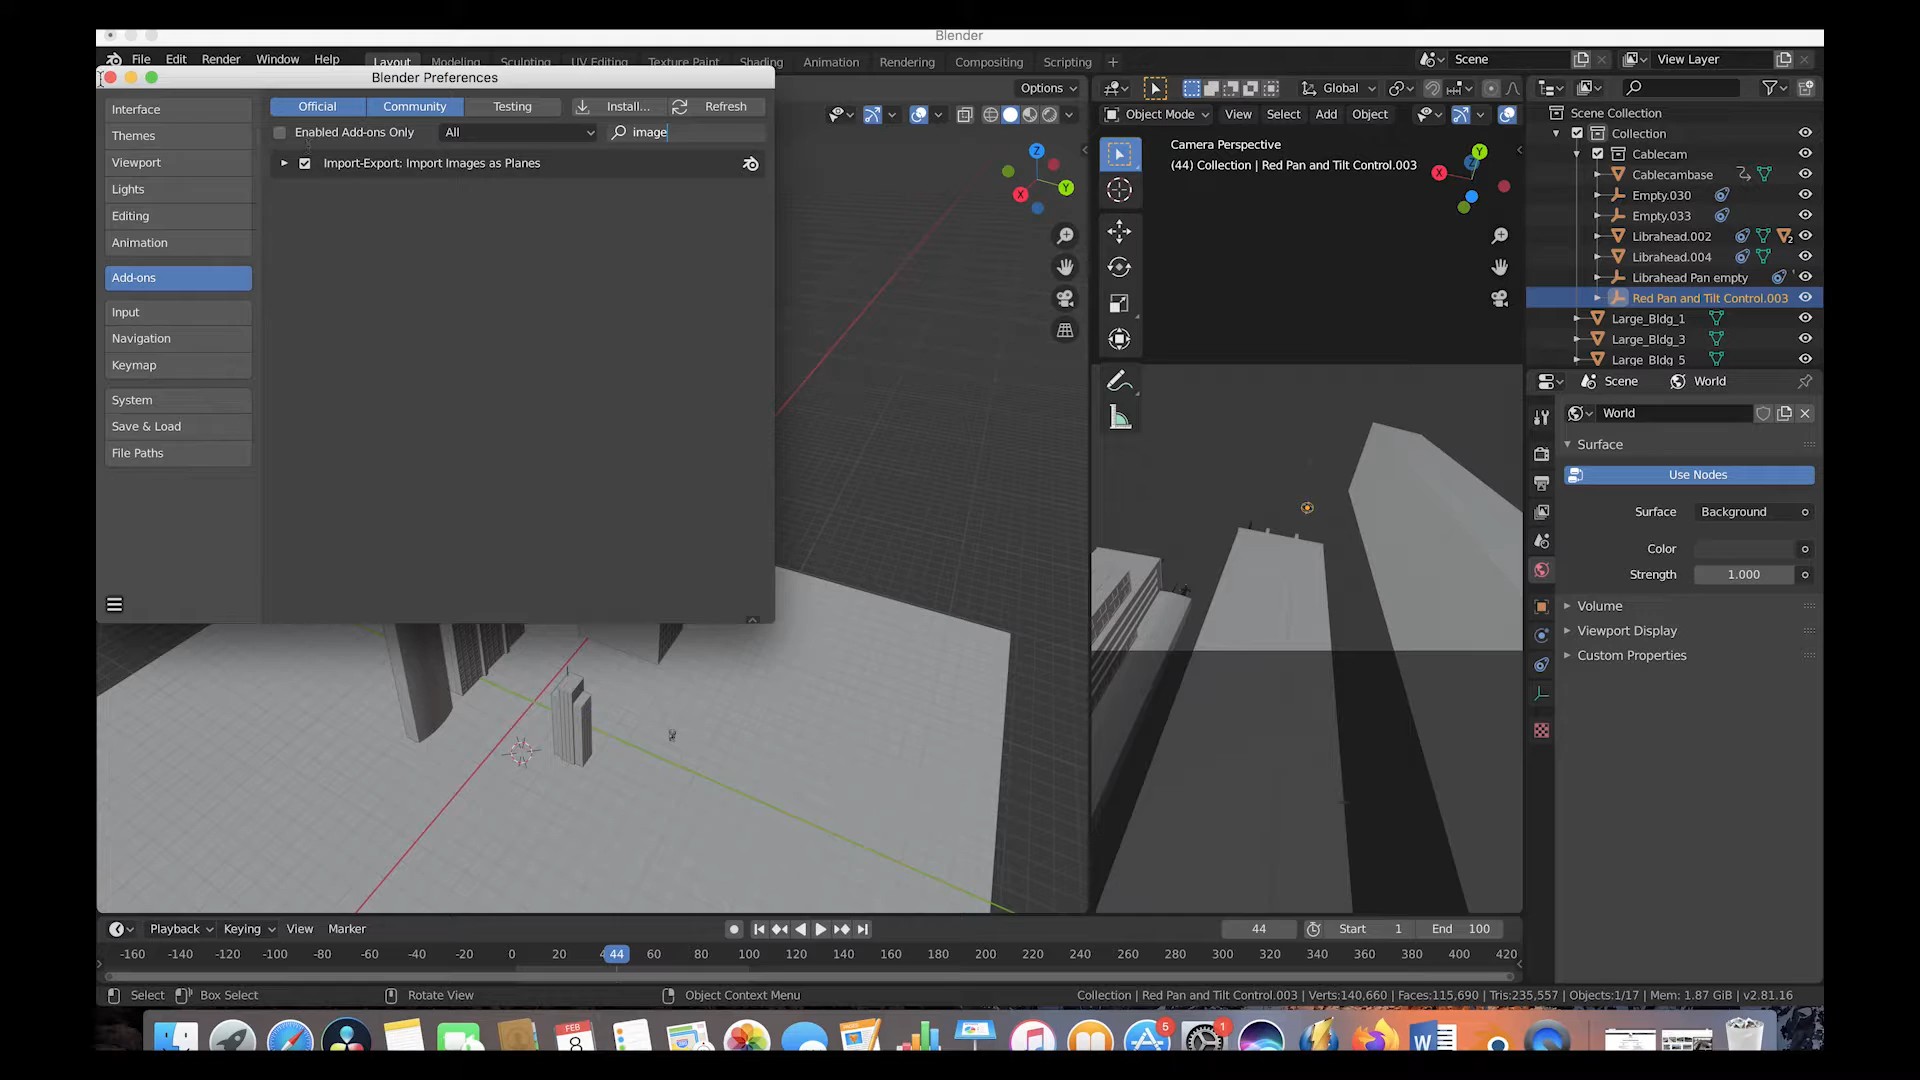 Blender
File Edit Render Window Help Layout Modeling Sculpting UV Editing Texture Paint Shading Animation Rendering Compositing Scripting + Scene View Layer
Blender Preferences
Interface
Themes
Viewport
Lights
Editing
Animation
Add-ons
Input
Navigation
Keymap
System
Save & Load
File Paths
Official Community Testing Install... Refresh
Enabled Add-ons Only All image
Import-Export: Import Images as Planes
Options
Z
Y
X
Global
Object Mode View Select Add Object
Camera Perspective
(44) Collection | Red Pan and Tilt Control.003
Y
X
Z
Scene Collection
Collection
Cablecam
Cablecambase
Empty.030
Empty.033
Librahead.002 2
Librahead.004
Librahead Pan empty
Red Pan and Tilt Control.003
Large_Bldg_1
Large_Bldg_3
Large_Bldg_5
Scene World
World
Surface
Use Nodes
Surface Background
Color
Strength 1.000
Volume
Viewport Display
Custom Properties
Playback Keying View Marker 44 Start 1 End 100
-160 -140 -120 -100 -80 -60 -40 -20 0 20 44 60 80 100 120 140 160 180 200 220 240 260 280 300 320 340 360 380 400 420
Select Box Select Rotate View Object Context Menu Collection | Red Pan and Tilt Control.003 | Verts:140,660 | Faces:115,690 | Tris:235,557 | Objects:1/17 | Mem: 1.87 GiB | v2.81.16
FEB
8
5
1
W